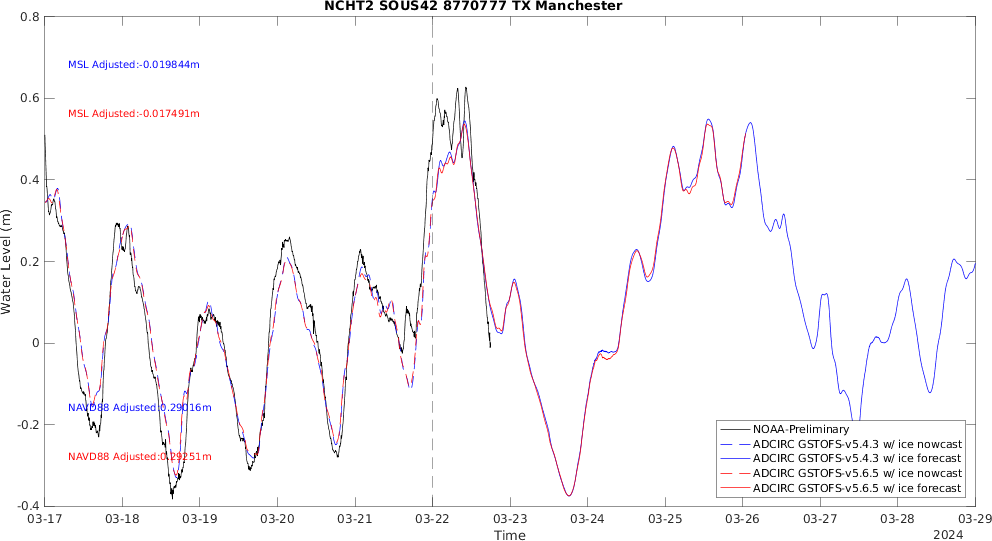 NCHT2 SOUS42 8770777 TX Manchester
Water Level (m)
0.8
0.6
0.4
0.2
0
-0.2
-0.4
MSL Adjusted:-0.019844m
MSL Adjusted:-0.017491m
NAVD88 Adjusted:0.29016m
NAVD88 Adjusted:0.29251m
NOAA-Preliminary
ADCIRC GSTOFS-v5.4.3 w/ ice nowcast
ADCIRC GSTOFS-v5.4.3 w/ ice forecast
ADCIRC GSTOFS-v5.6.5 w/ ice nowcast
ADCIRC GSTOFS-v5.6.5 w/ ice forecast
03-17 03-18 03-19 03-20 03-21 03-22 03-23 03-24 03-25 03-26 03-27 03-28 03-29
Time
2024